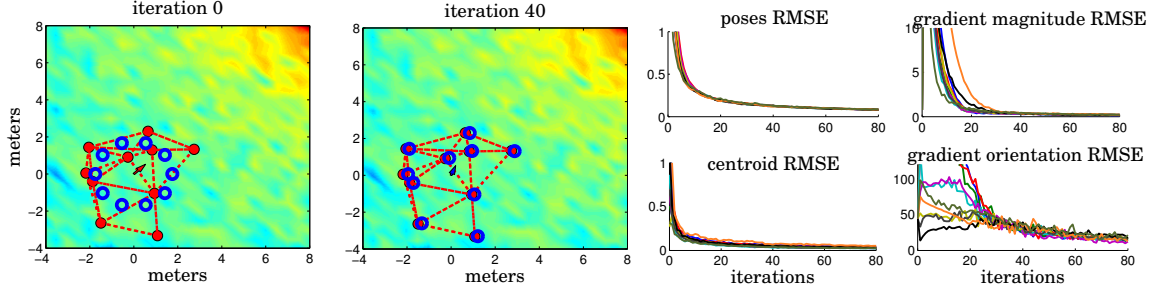 iteration 0
meters
8
6
4
2
0
−2
−4
−4 −2 0 2 4 6 8
meters
iteration 40
8
6
4
2
0
−2
−4
−4 −2 0 2 4 6 8
meters
poses RMSE
1
0.5
0 20 40 60 80
gradient magnitude RMSE
10
5
0
0 20 40 60 80
centroid RMSE
1
0.5
0
0 20 40 60 80
iterations
gradient orientation RMSE
100
50
0
0 20 40 60 80
iterations